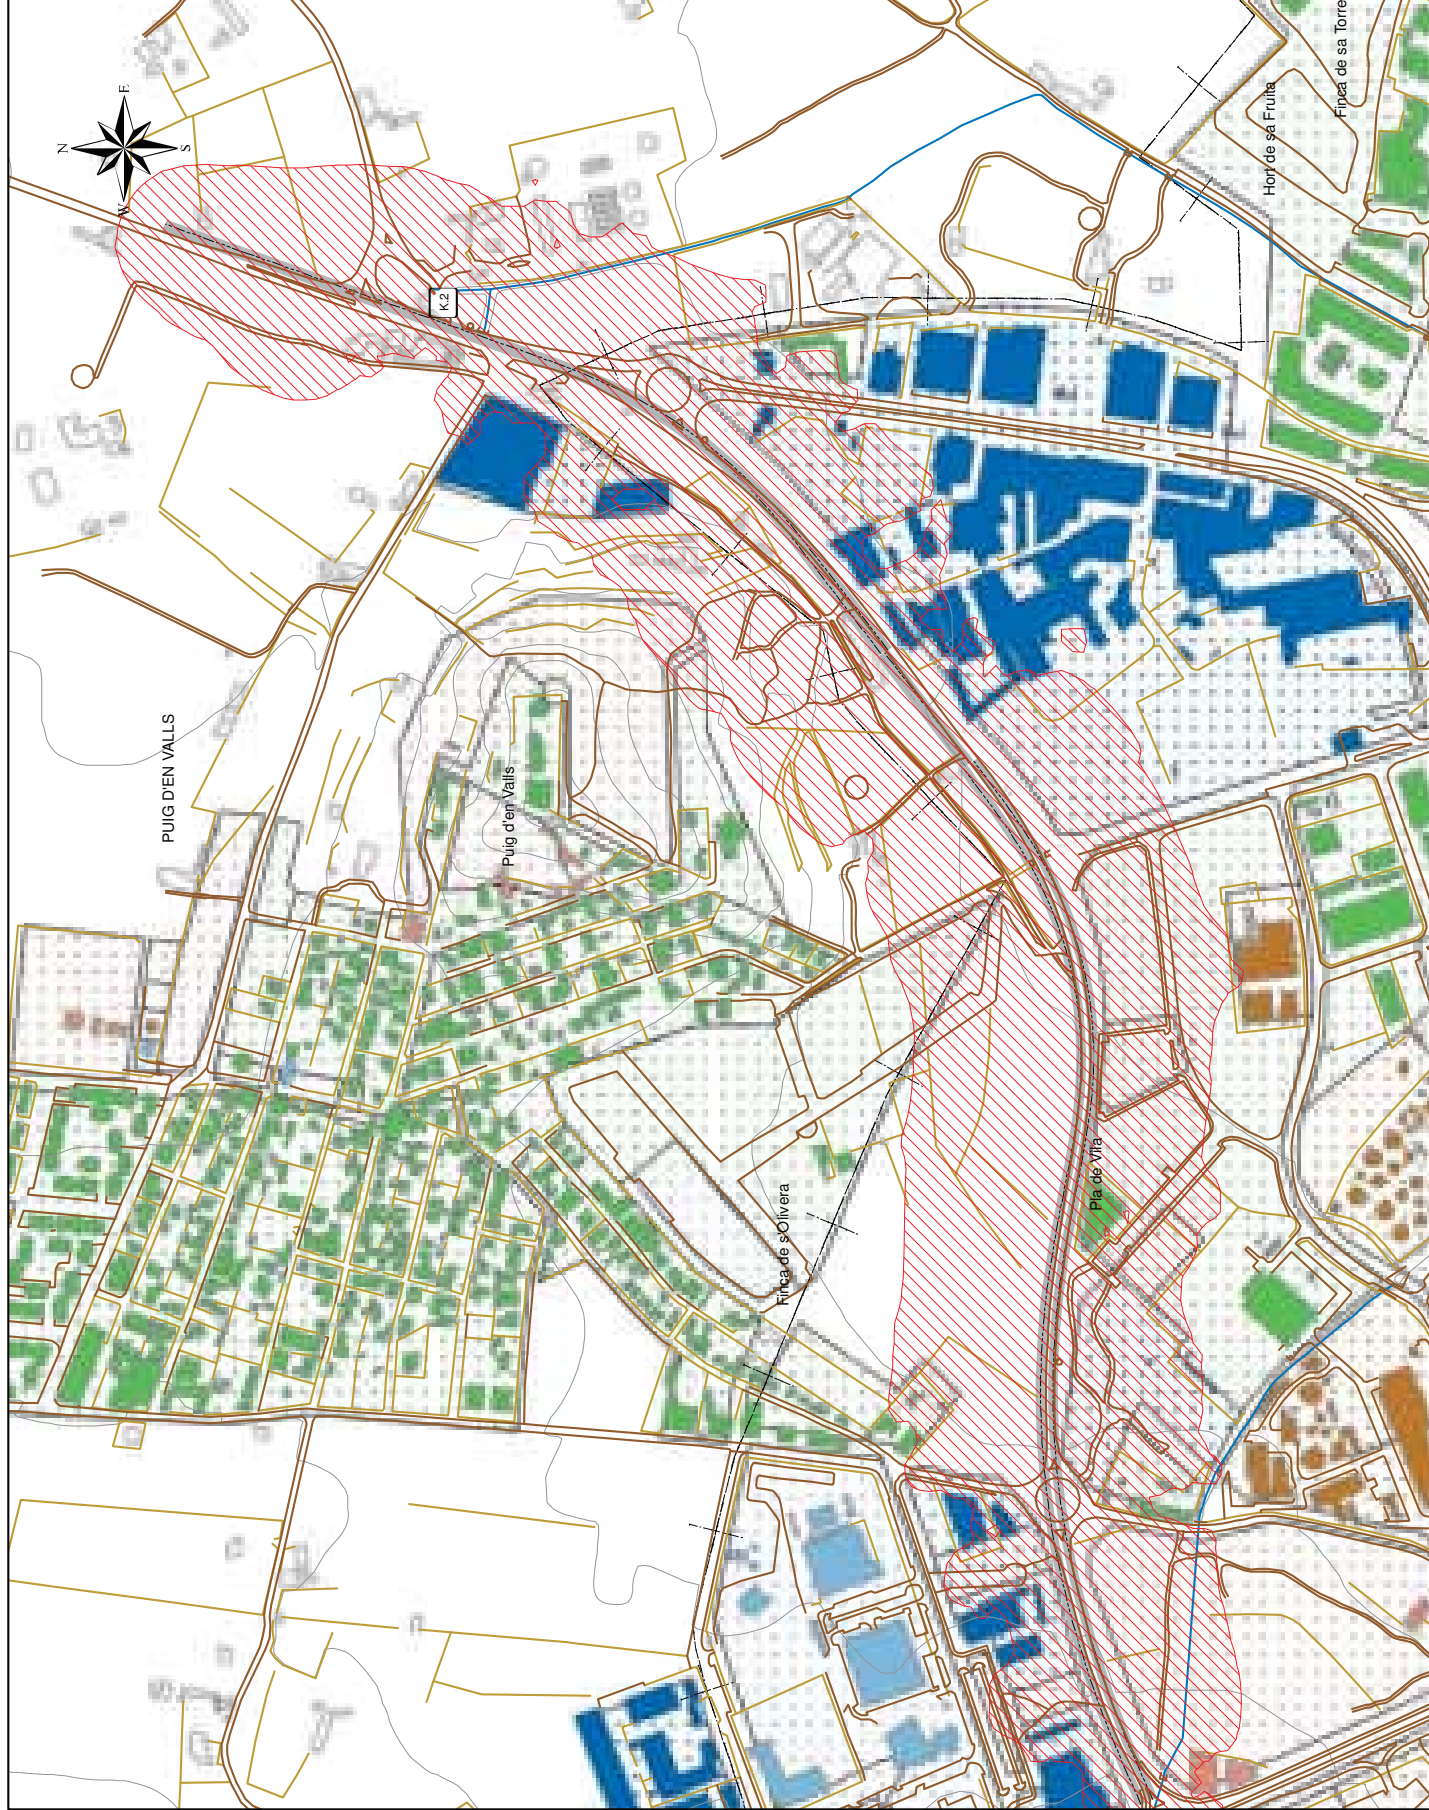 Finca de sa Torre
Hort de sa Fruita
N
E
S
W
K.2
PUIG D'EN VALLS
Puig d'en Valls
Finca de s'Olivera
Pla de Vila